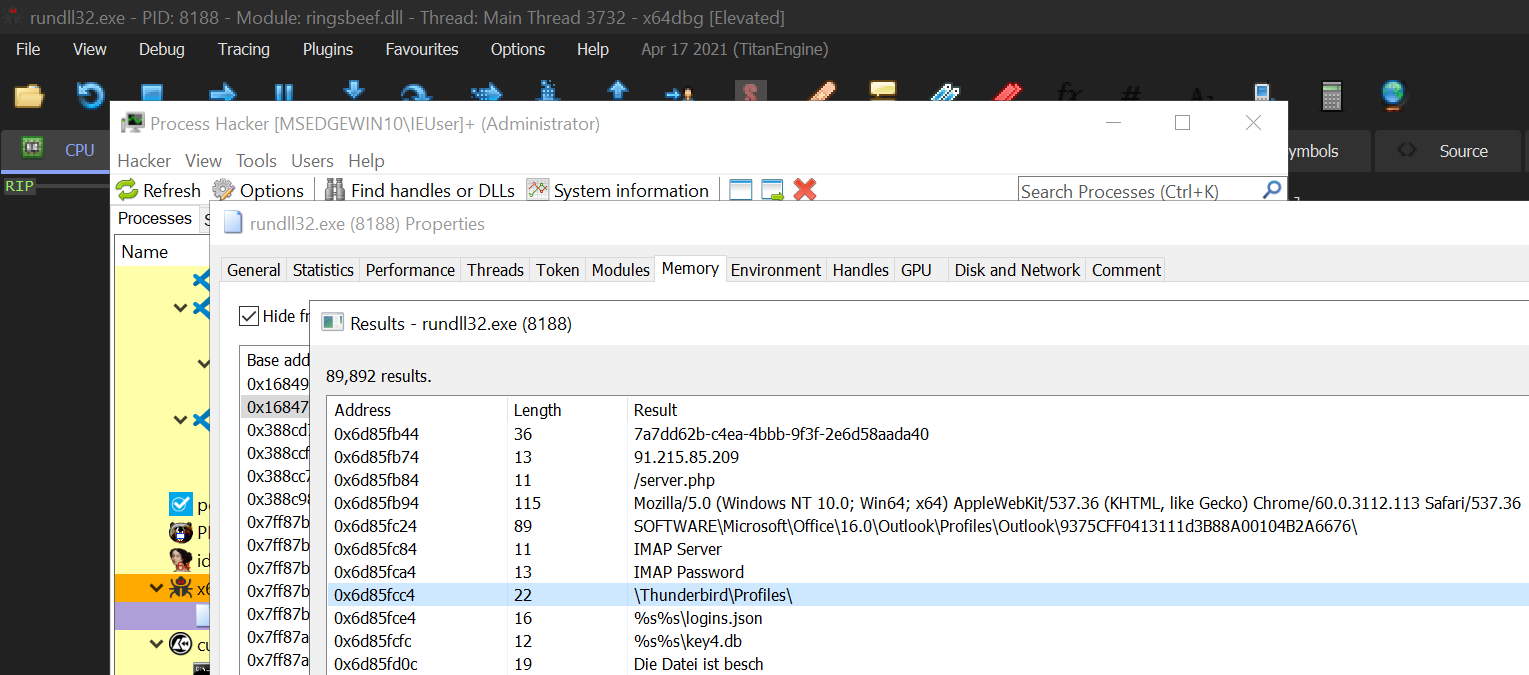 rundll32.exe - PID: 8188 - Module: ringsbeef.dll - Thread: Main Thread 3732 - x64dbg [Elevated]
File View Debug Tracing Plugins Favourites Options Help Apr 17 2021 (TitanEngine)
Process Hacker [MSEDGEWIN10\IEUser]+ (Administrator)
CPU
ymbols
Source
Hacker View Tools Users Help
RIP
Refresh Options Find handles or DLLs System information
Search Processes (Ctrl+K)
Processes S
rundll32.exe (8188) Properties
Name
General Statistics Performance Threads Token Modules Memory Environment Handles GPU Disk and Network Comment
Hide fr
Results - rundll32.exe (8188)
Base add
0x16849
0x16847
0x388cd
0x388ccf
0x388cc7
0x388c98
0x7ff87b
0x7ff87b
0x7ff87b
0x7ff87b
0x7ff87b
0x7ff87a
0x7ff87a
89,892 results.
Address Length Result
0x6d85fb44 36 7a7dd62b-c4ea-4bbb-9f3f-2e6d58aada40
0x6d85fb74 13 91.215.85.209
0x6d85fb84 11 /server.php
0x6d85fb94 115 Mozilla/5.0 (Windows NT 10.0; Win64; x64) AppleWebKit/537.36 (KHTML, like Gecko) Chrome/60.0.3112.113 Safari/537.36
0x6d85fc24 89 SOFTWARE\Microsoft\Office\16.0\Outlook\Profiles\Outlook\9375CFF0413111d3B88A00104B2A6676\
0x6d85fc84 11 IMAP Server
0x6d85fca4 13 IMAP Password
0x6d85fcc4 22 \Thunderbird\Profiles\
0x6d85fce4 16 %s%s\logins.json
0x6d85fcfc 12 %s%s\key4.db
0x6d85fd0c 19 Die Datei ist besch